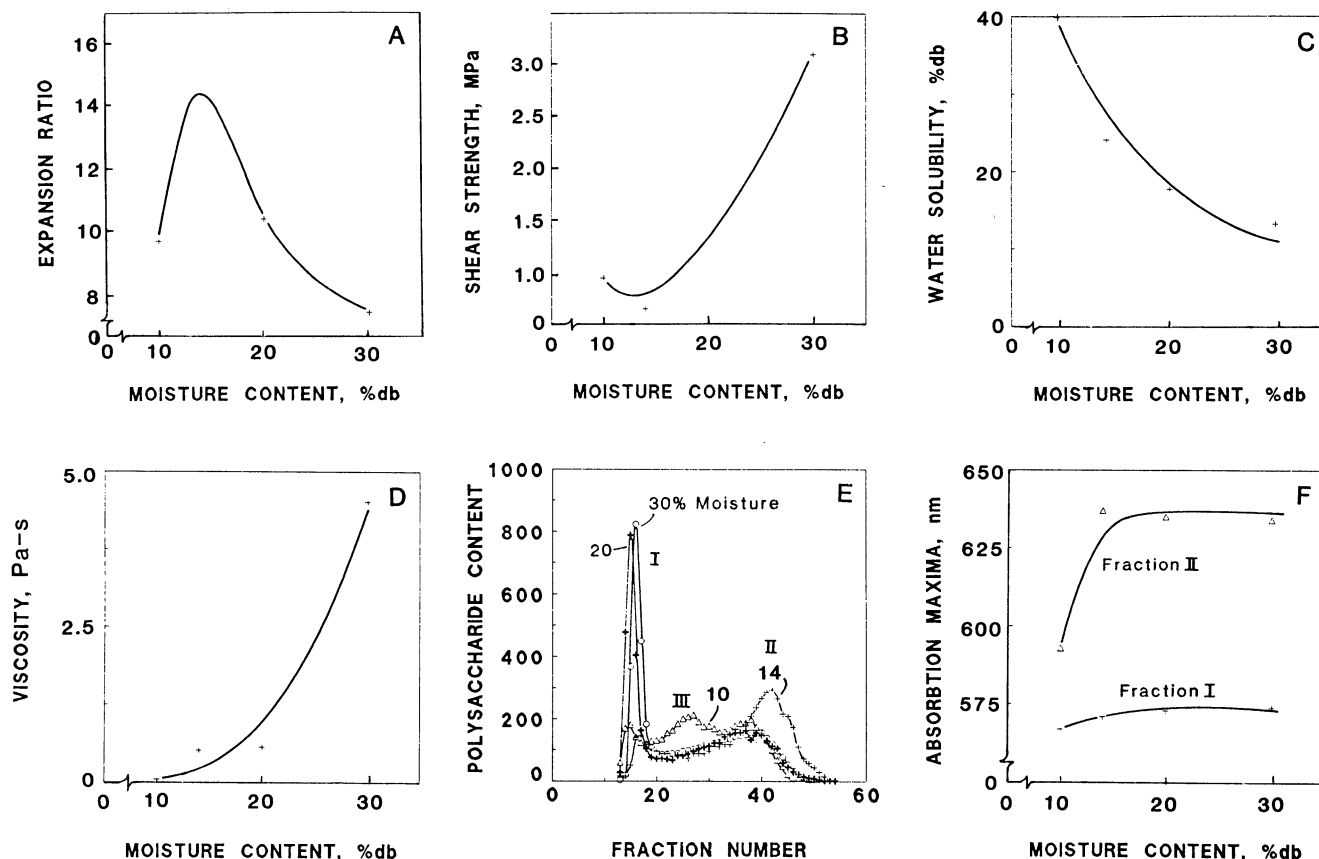 A
EXPANSION RATIO
16
14
12
10
8
0
0 10 20 30
MOISTURE CONTENT, %db
B
SHEAR STRENGTH, MPa
3.0
2.5
2.0
1.5
1.0
0
0 10 20 30
MOISTURE CONTENT, %db
C
WATER SOLUBILITY, %db
40
20
0
0 10 20 30
MOISTURE CONTENT, %db
D
VISCOSITY, Pa-s
5.0
2.5
0
0 10 20 30
MOISTURE CONTENT, %db
E
POLYSACCHARIDE CONTENT
1000
800
600
400
200
0
30% Moisture
20
I
II
14
III
10
0 20 40 60
FRACTION NUMBER
F
ABSORBTION MAXIMA, nm
650
625
600
575
0
Fraction II
Fraction I
0 10 20 30
MOISTURE CONTENT, %db